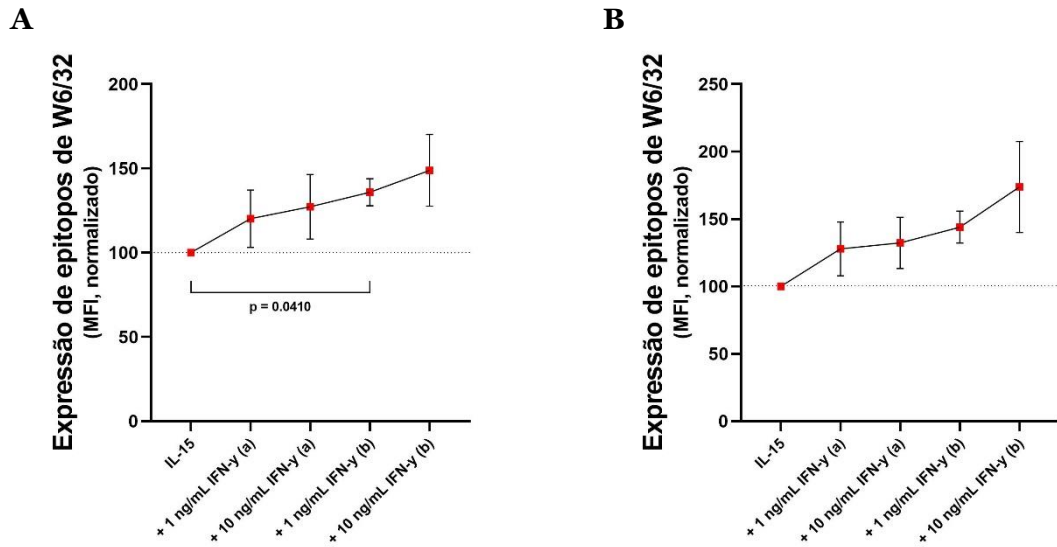 A
Expressão de epitopos de W6/32
(MFI, normalizado)
200
150
100
50
0
p = 0.0410
IL-15
+ 1 ng/mL IFN-y (a)
+ 10 ng/mL IFN-y (a)
+ 1 ng/mL IFN-y (b)
+ 10 ng/mL IFN-y (b)
B
Expressão de epitopos de W6/32
(MFI, normalizado)
250
200
150
100
50
0
IL-15
+ 1 ng/mL IFN-y (a)
+ 10 ng/mL IFN-y (a)
+ 1 ng/mL IFN-y (b)
+ 10 ng/mL IFN-y (b)